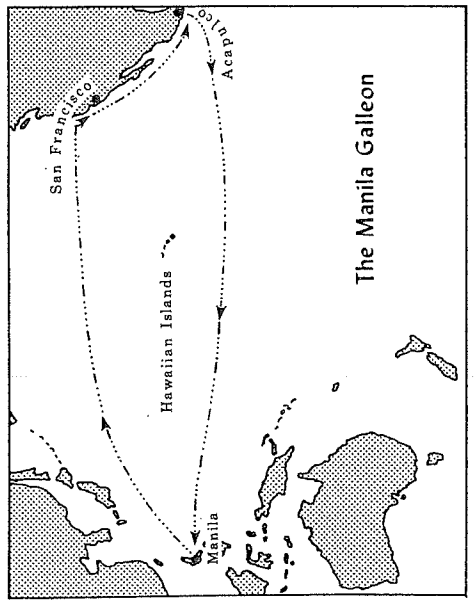 San Francisco
Acapulco
Hawaiian Islands
Manila
The Manila Galleon